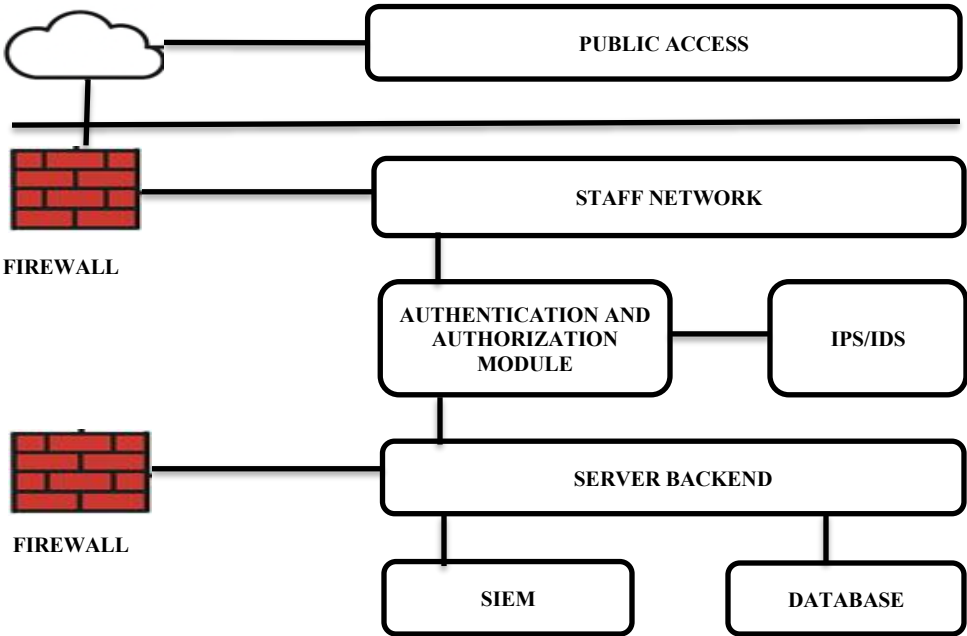 PUBLIC ACCESS
STAFF NETWORK
FIREWALL
AUTHENTICATION AND
AUTHORIZATION
MODULE
IPS/IDS
SERVER BACKEND
FIREWALL
SIEM
DATABASE